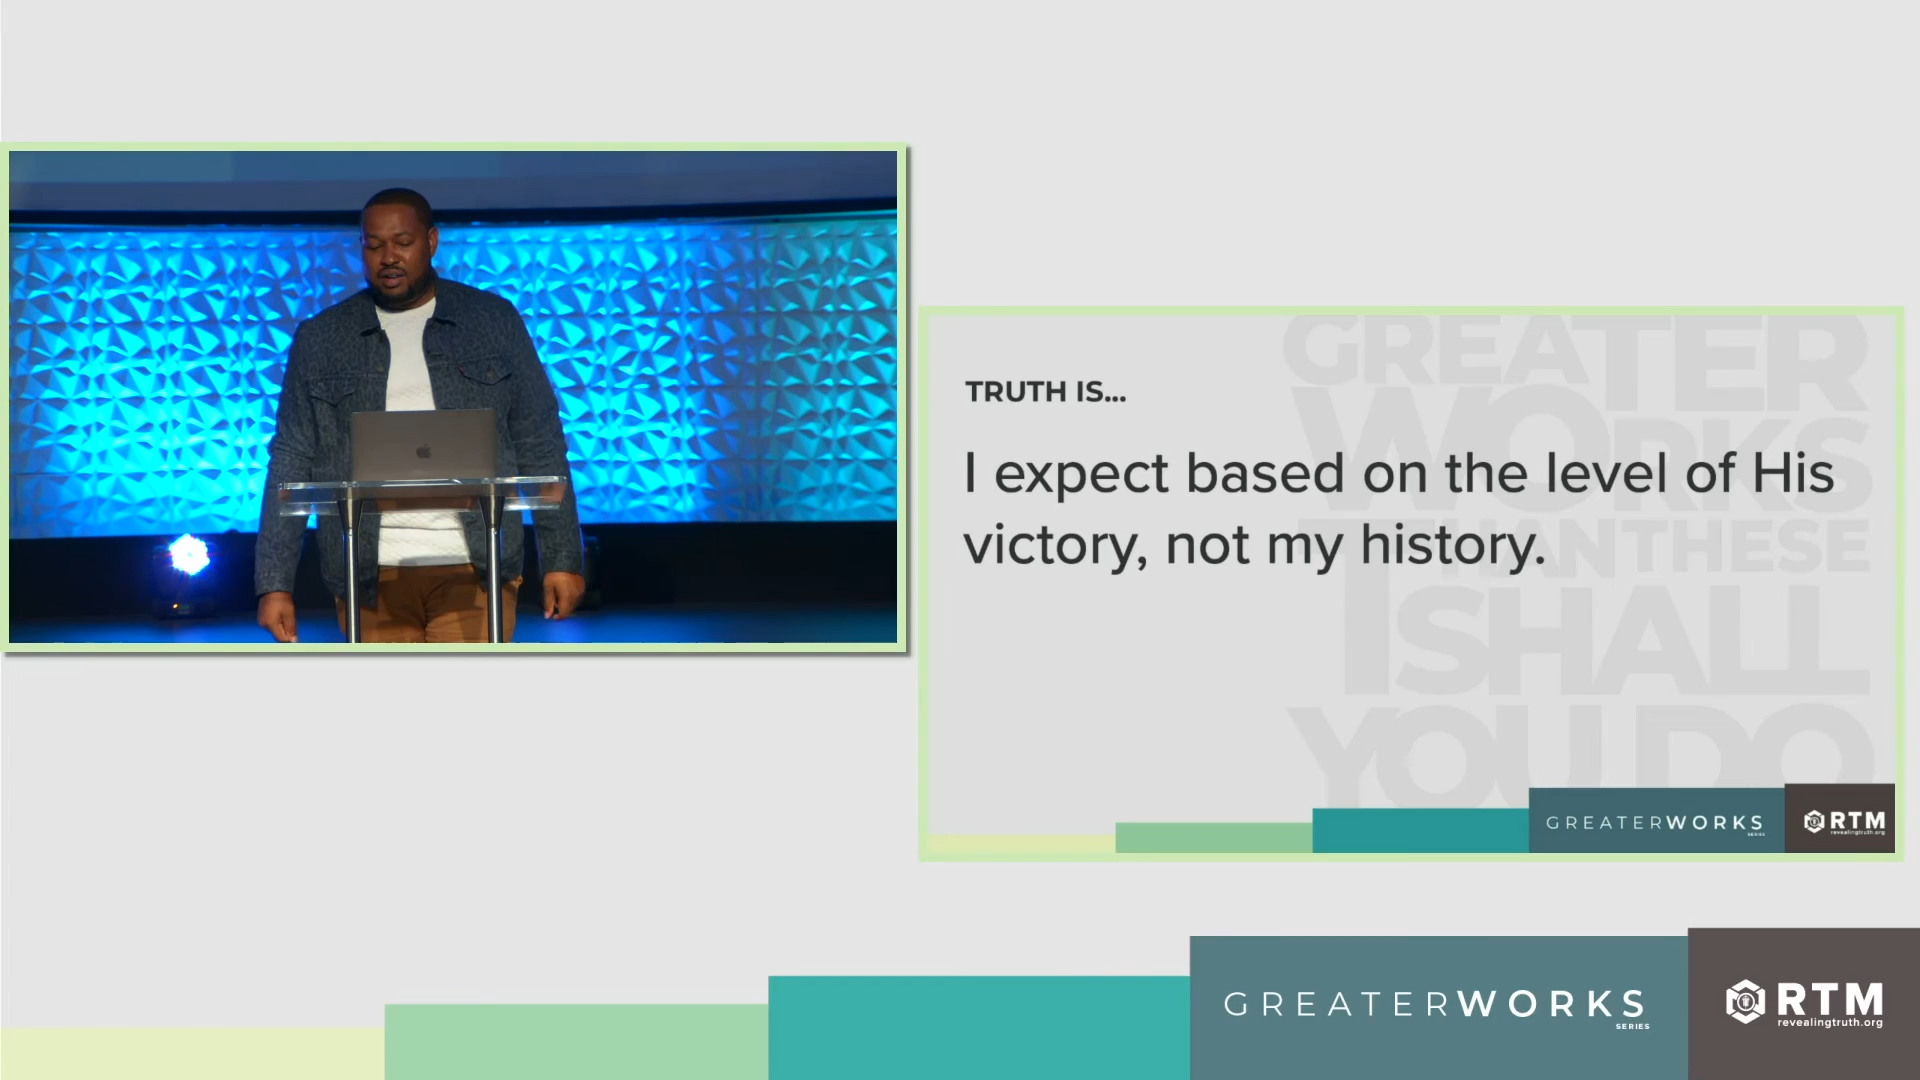 GREATER
WORKS
THAN THESE
I SHALL
YOU DO
TRUTH IS...
I expect based on the level of His
victory, not my history.
GREATERWORKS
SERIES
RTM
revealingtruth.org
GREATERWORKS
SERIES
RTM
revealingtruth.org